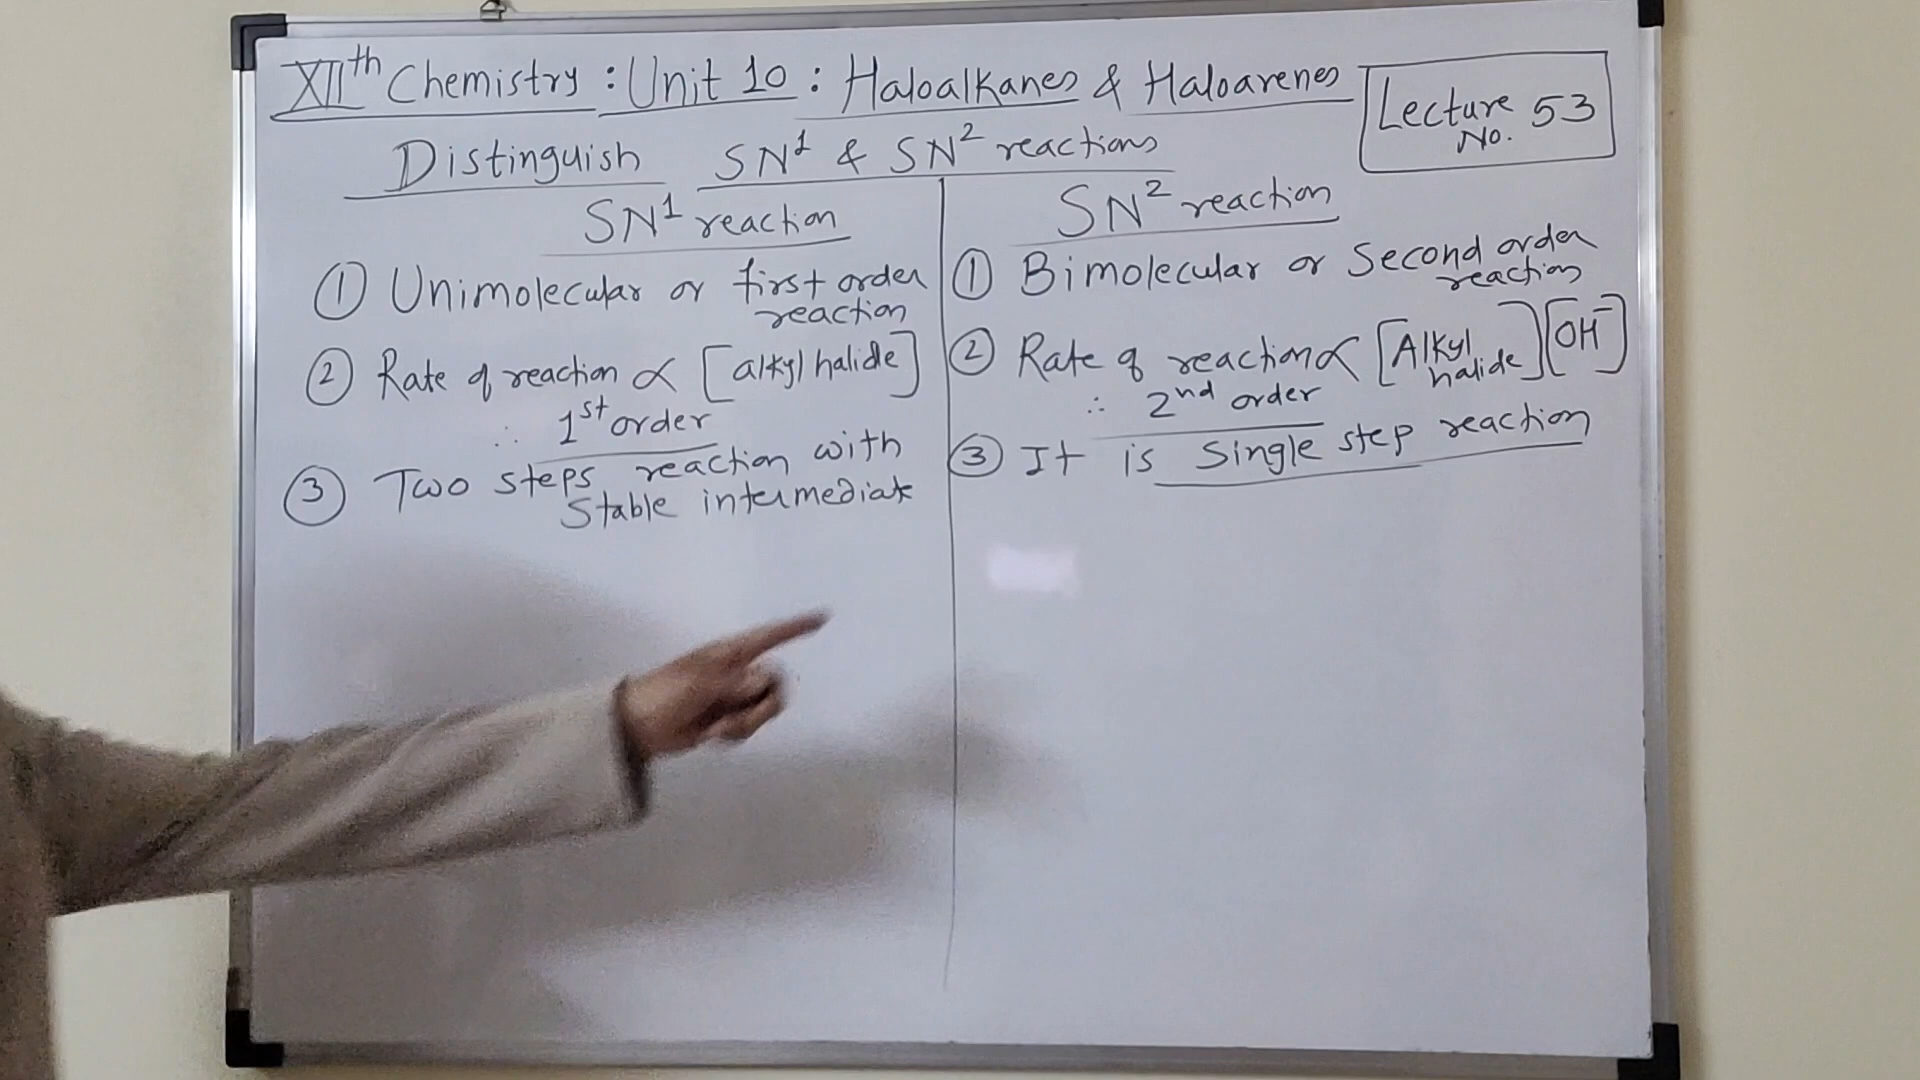 XIIth Chemistry : Unit 10 : Haloalkanes & Haloarenes
Lecture No. 53
Distinguish SN1 & SN2 reactions
SN1 reaction
① Unimolecular or first order reaction
② Rate of reaction ∝ [alkyl halide]
∴ 1st order
③ Two steps reaction with
Stable intermediate
SN2 reaction
① Bimolecular or Second order reaction
② Rate of reaction ∝ [Alkyl halide] [OH-]
∴ 2nd order
③ It is Single step reaction